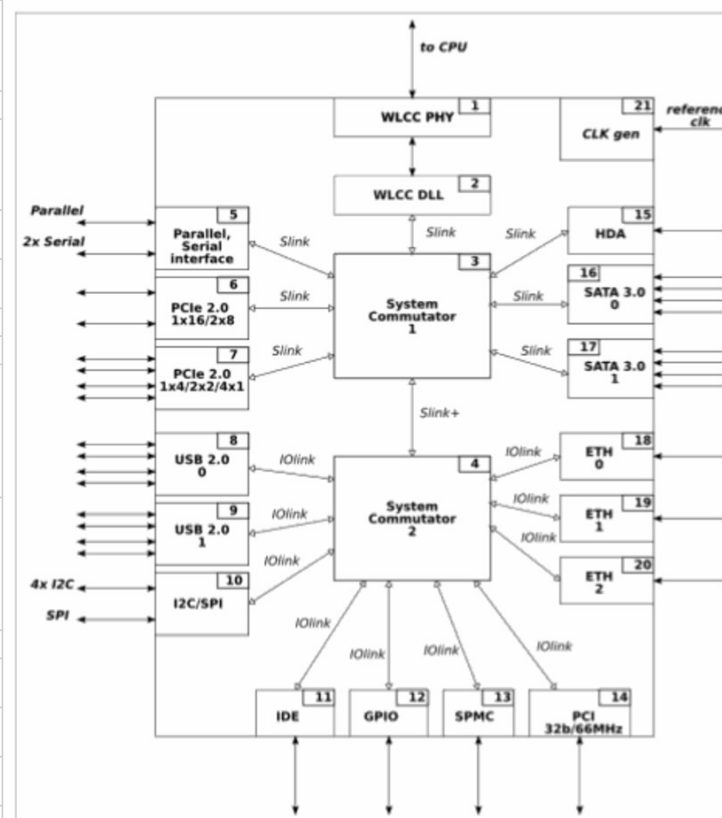 to CPU
1
WLCC PHY
21
CLK gen
clk
2
WLCC DLL
Parallel
2x Serial
5
Parallel,
Serial
interface
Slink
Slink
Slink
15
HDA
3
System
Commutator
1
6
PCIe 2.0
1x16/2x8
Slink
Slink
16
SATA 3.0
0
7
PCIe 2.0
1x4/2x2/4x1
Slink
Slink
17
SATA 3.0
1
Slink+
8
USB 2.0
0
IOlink
4
System
Commutator
2
IOlink
18
ETH
0
9
USB 2.0
1
IOlink
IOlink
19
ETH
1
4x I2C
SPI
10
I2C/SPI
IOlink
IOlink
20
ETH
2
IOlink
IOlink
IOlink
IOlink
11
IDE
12
GPIO
13
SPMC
14
PCI
32b/66MHz